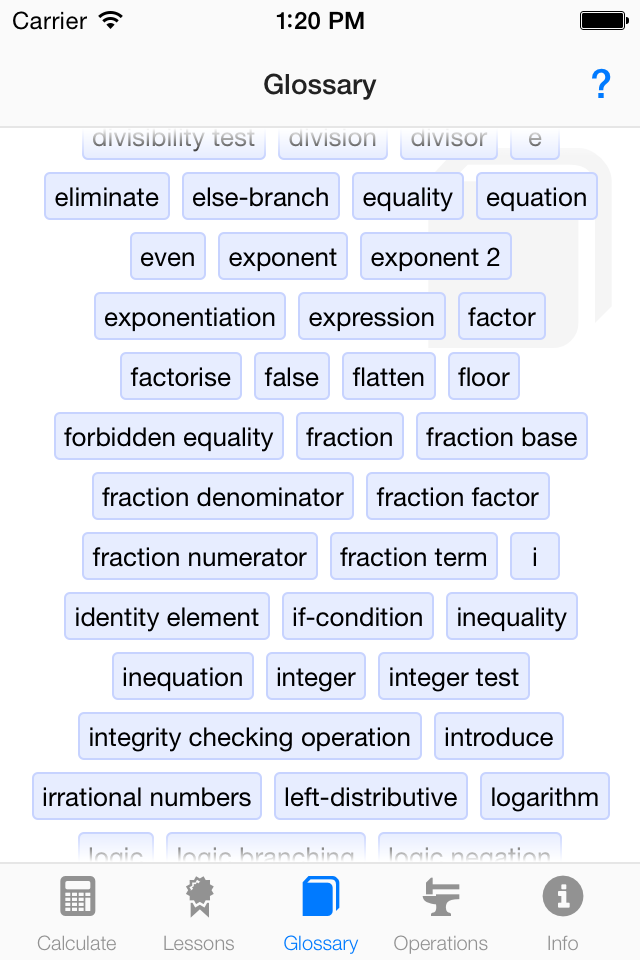 Carrier 1:20 PM
Glossary ?
divisibility test division divisor e
eliminate else-branch equality equation
even exponent exponent 2
exponentiation expression factor
factorise false flatten floor
forbidden equality fraction fraction base
fraction denominator fraction factor
fraction numerator fraction term i
identity element if-condition inequality
inequation integer integer test
integrity checking operation introduce
irrational numbers left-distributive logarithm
logic logic branching logic negation
Calculate Lessons Glossary Operations Info